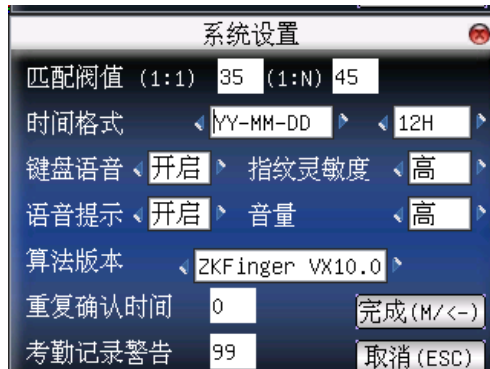 系统设置
匹配阀值 (1:1) 35 (1:N) 45
时间格式 YY-MM-DD 12H
键盘语音 开启 指纹灵敏度 高
语音提示 开启 音量 高
算法版本 ZKFinger VX10.0
重复确认时间 0 完成(M/<-)
考勤记录警告 99 取消(ESC)